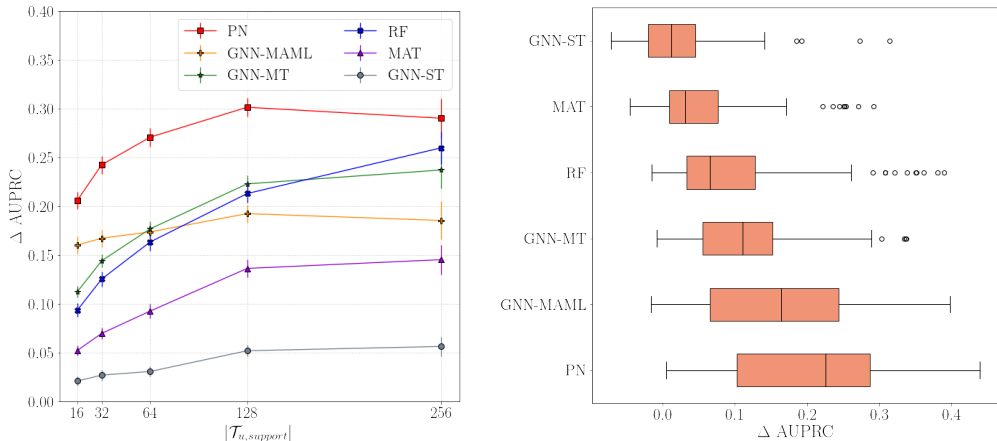 0.40
0.35
0.30
0.25
0.20
0.15
0.10
0.05
0.00
Δ AUPRC
PN
GNN-MAML
GNN-MT
RF
MAT
GNN-ST
16 32 64 128 256
|𝒯u,support|
GNN-ST
MAT
RF
GNN-MT
GNN-MAML
PN
0.0 0.1 0.2 0.3 0.4
Δ AUPRC